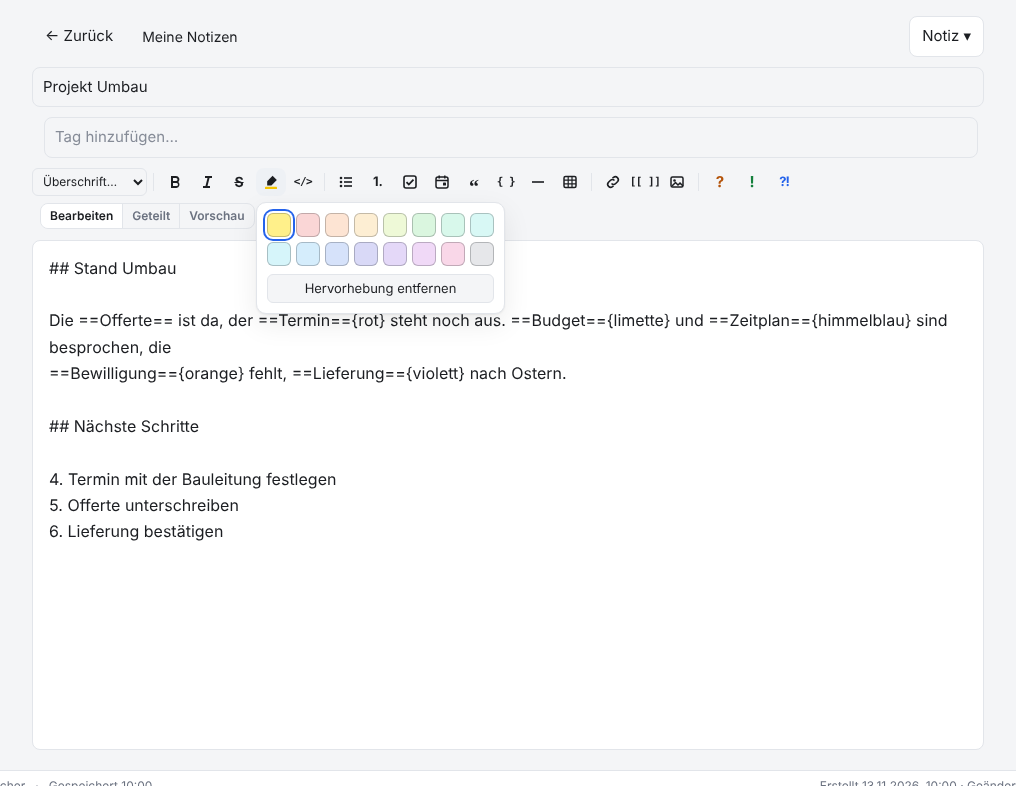 ← Zurück Meine Notizen Notiz ▾
Projekt Umbau
Tag hinzufügen...
Überschrift... B I S </> 1. “ { } — [[ ]] ? ! ?!
Bearbeiten Geteilt Vorschau
Hervorhebung entfernen
## Stand Umbau
Die ==Offerte== ist da, der ==Termin=={rot} steht noch aus. ==Budget=={limette} und ==Zeitplan=={himmelblau} sind
besprochen, die
==Bewilligung=={orange} fehlt, ==Lieferung=={violett} nach Ostern.
## Nächste Schritte
4. Termin mit der Bauleitung festlegen
5. Offerte unterschreiben
6. Lieferung bestätigen
Gespeichert 10:00 Erstellt 13.11.2026, 10:00 ·